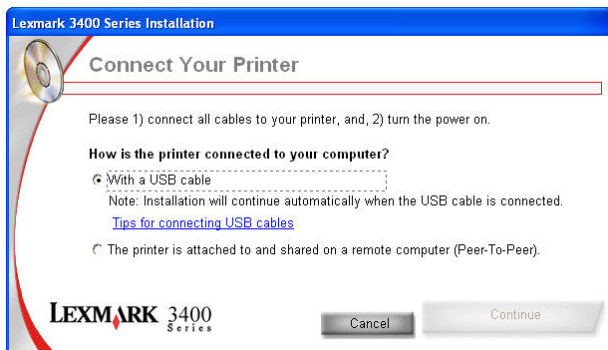 Lexmark 3400 Series Installation
Connect Your Printer
Please 1) connect all cables to your printer, and, 2) turn the power on.
How is the printer connected to your computer?
With a USB cable
Note: Installation will continue automatically when the USB cable is connected.
Tips for connecting USB cables
The printer is attached to and shared on a remote computer (Peer-To-Peer).
LEXMARK 3400
Series
Cancel
Continue